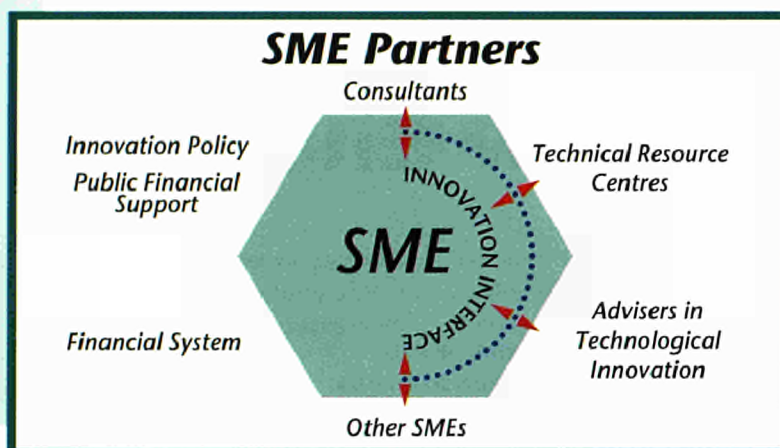 SME Partners
Consultants
Innovation Policy
Public Financial
Support
Technical Resource
Centres
INNOVATION INTERFACE
SME
Financial System
Advisers in
Technological
Innovation
Other SMEs